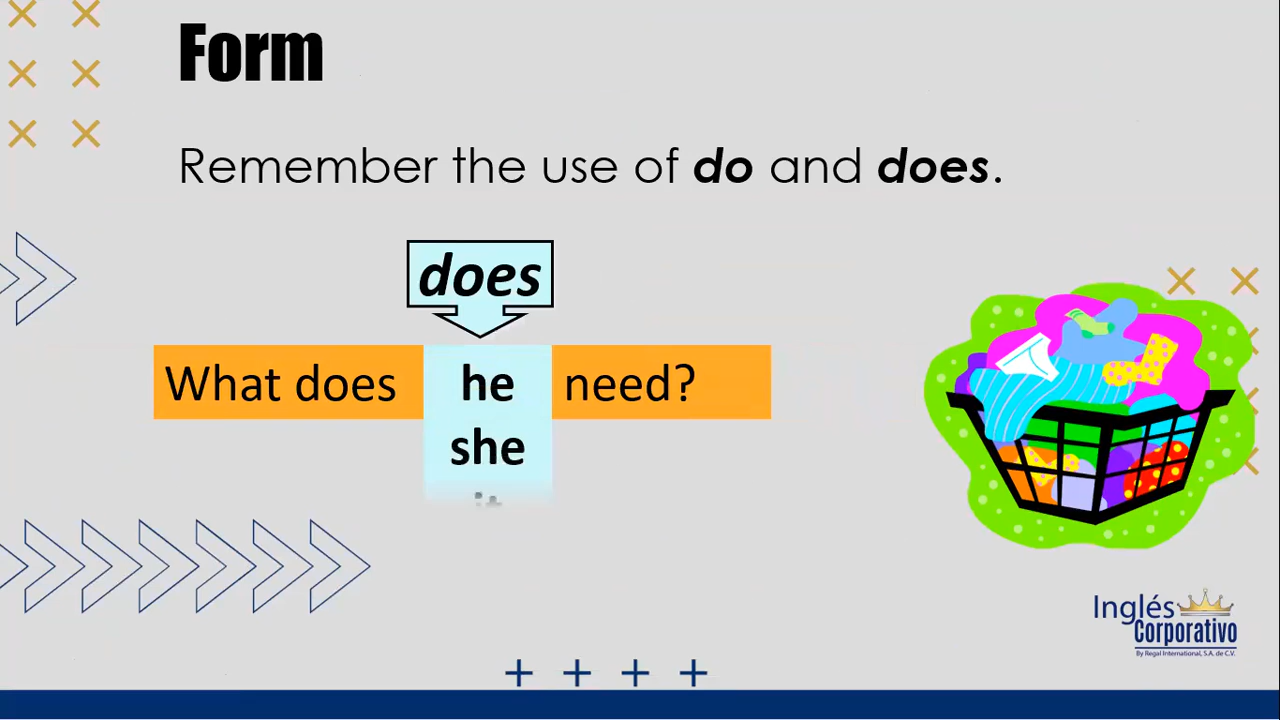 Form
Remember the use of do and does.
does
What does he need?
she
it
Inglés
Corporativo
By Regal International, S.A. de C.V.